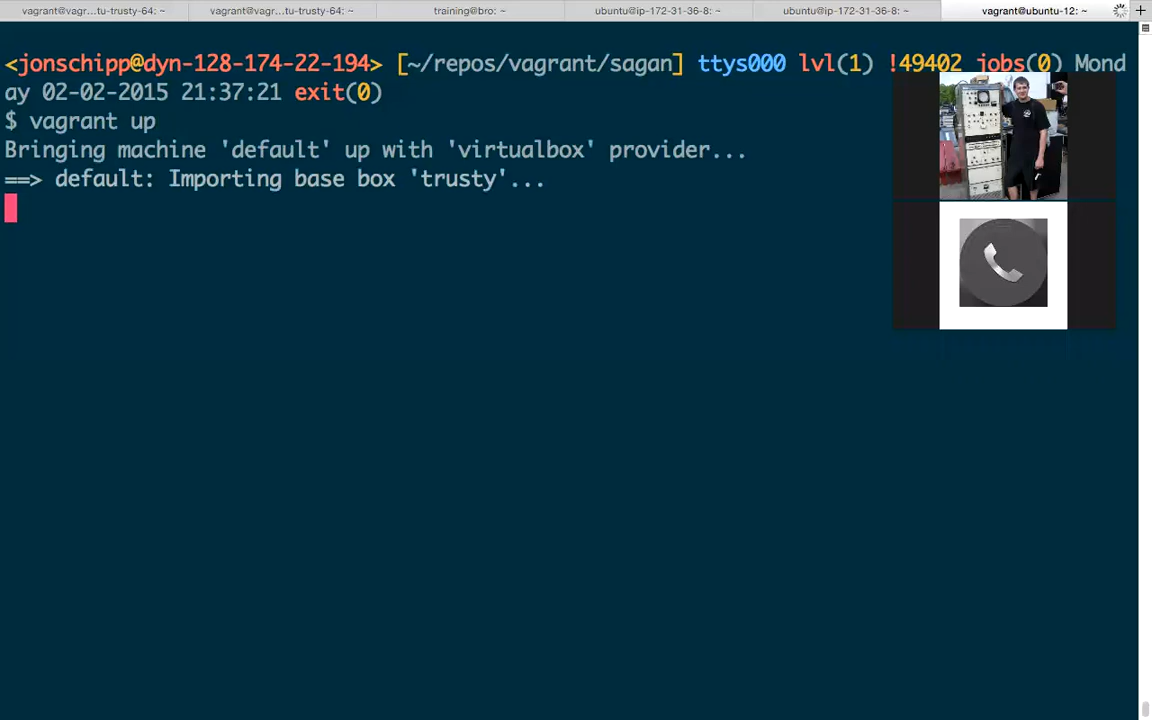 vagrant@vagr...tu-trusty-64: ~ vagrant@vagr...tu-trusty-64: ~ training@bro: ~ ubuntu@ip-172-31-36-8: ~ ubuntu@ip-172-31-36-8: ~ vagrant@ubuntu-12: ~
<jonschipp@dyn-128-174-22-194> [~/repos/vagrant/sagan] ttys000 lvl(1) !49402 jobs(0) Mond
ay 02-02-2015 21:37:21 exit(0)
$ vagrant up
Bringing machine 'default' up with 'virtualbox' provider...
==> default: Importing base box 'trusty'...